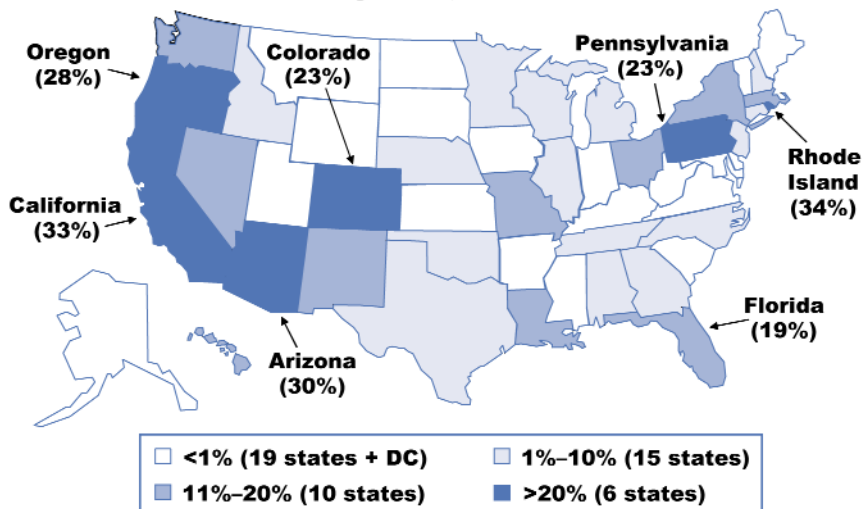 Oregon
(28%)
Colorado
(23%)
Pennsylvania
(23%)
Rhode
Island
(34%)
California
(33%)
Florida
(19%)
Arizona
(30%)
<1% (19 states + DC)
1%–10% (15 states)
11%–20% (10 states)
>20% (6 states)